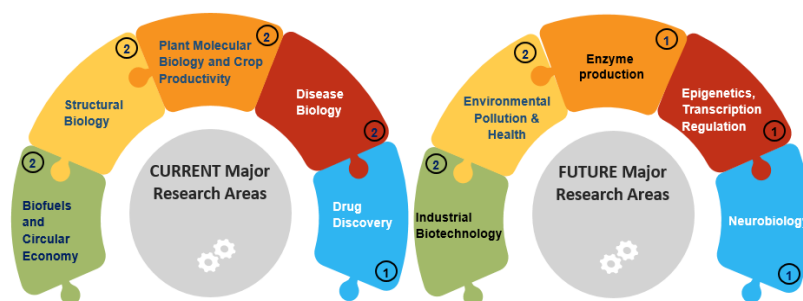 2
Biofuels
and
Circular
Economy
2
Structural
Biology
2
Plant Molecular
Biology and Crop
Productivity
2
Disease
Biology
1
Drug
Discovery
CURRENT Major
Research Areas
2
Industrial
Biotechnology
2
Environmental
Pollution &
Health
1
Enzyme
production
1
Epigenetics,
Transcription
Regulation
1
Neurobiology
FUTURE Major
Research Areas